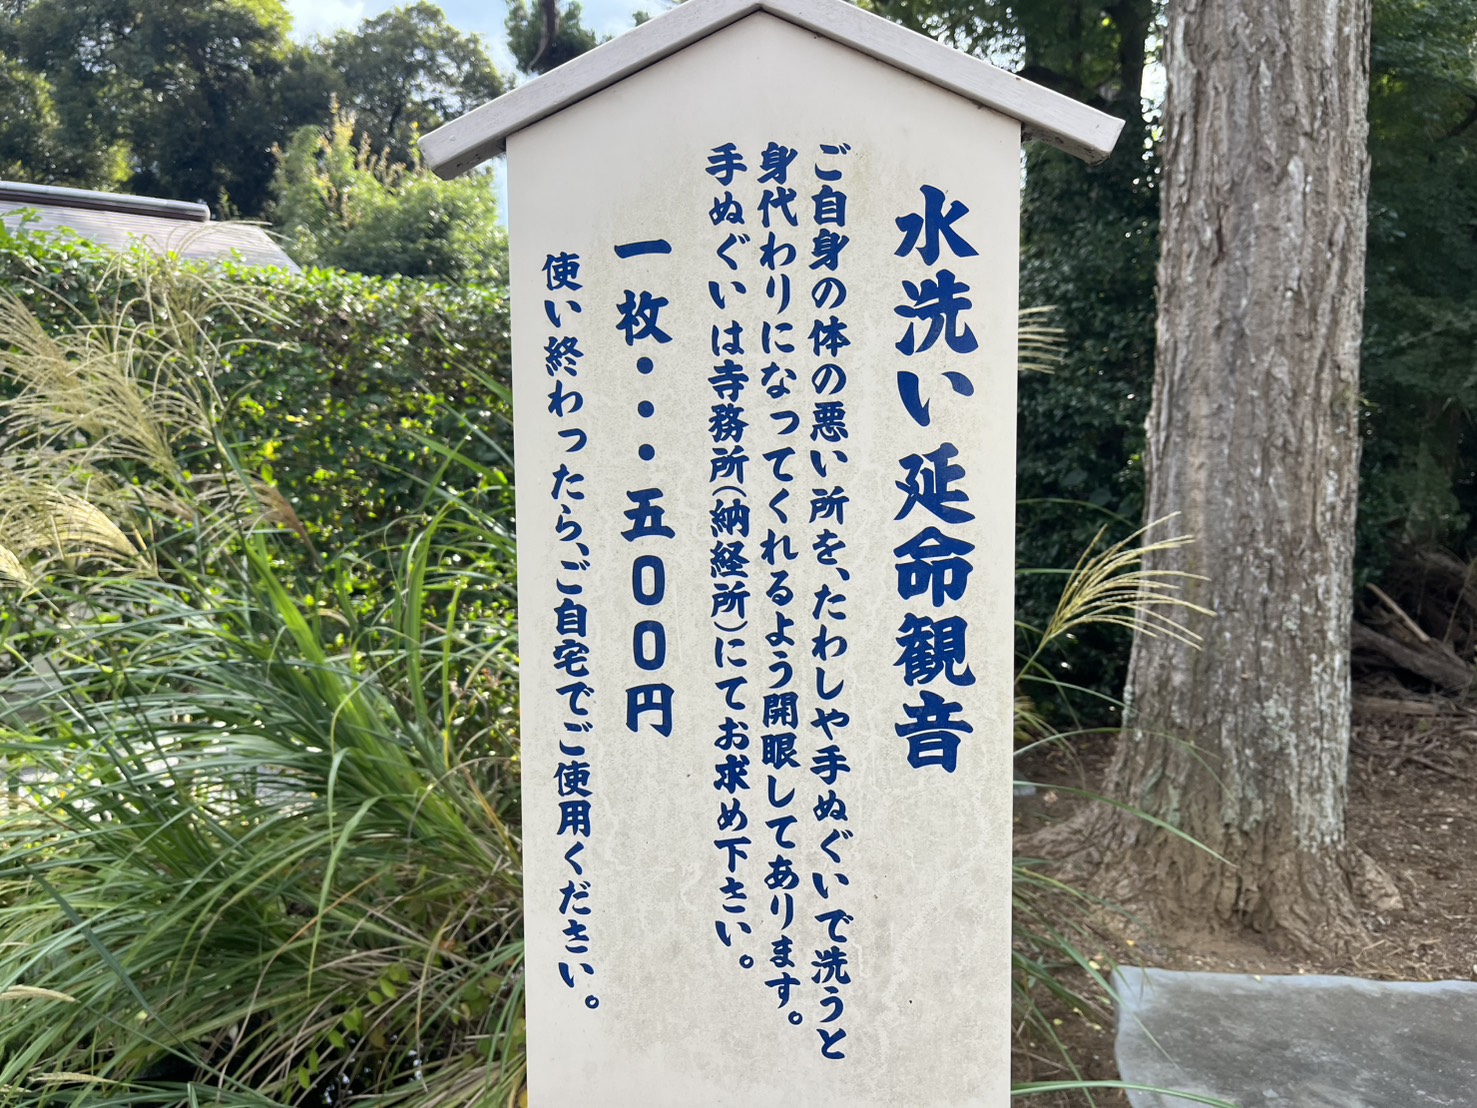 水洗い延命観音
ご自身の体の悪い所を、たわしや手ぬぐいで洗うと
身代わりになってくれるよう開眼してあります。
手ぬぐいは寺務所(納経所)にてお求め下さい。
一枚・・・五００円
使い終わったら、ご自宅でご使用ください。